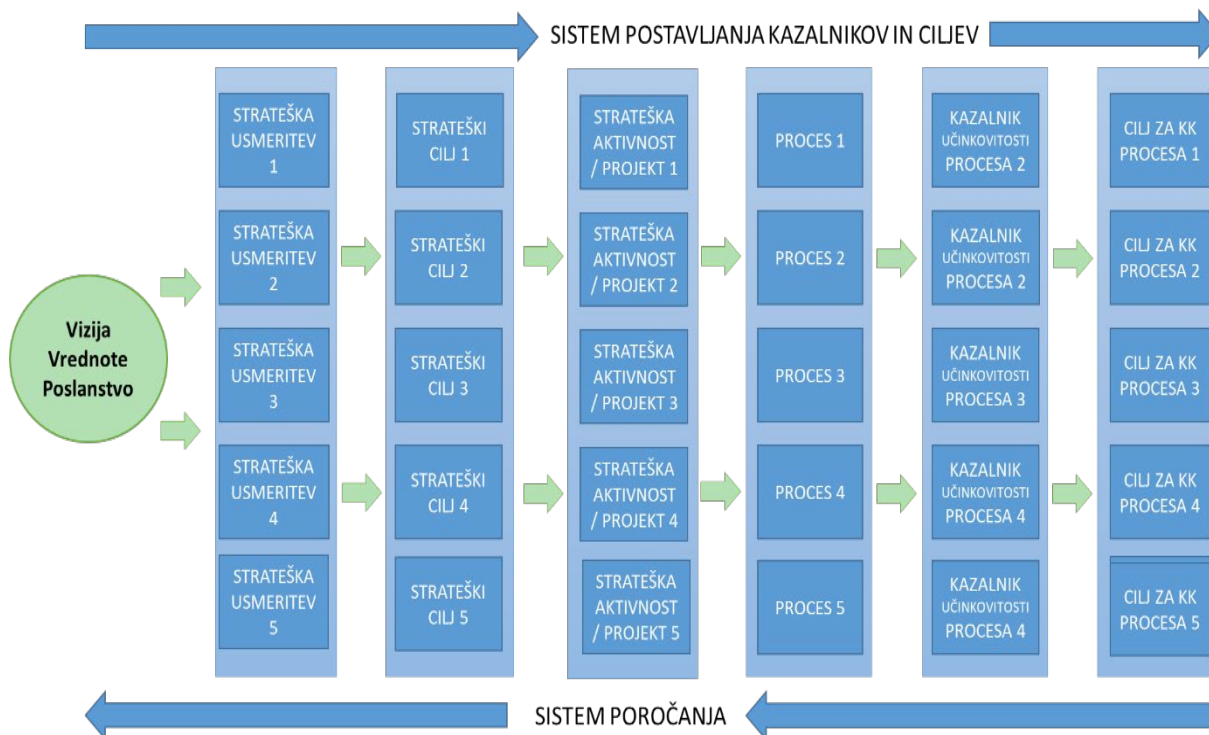 SISTEM POSTAVLJANJA KAZALNIKOV IN CILJEV
Vizija
Vrednote
Poslanstvo
STRATEŠKA
USMERITEV
1
STRATEŠKA
USMERITEV
2
STRATEŠKA
USMERITEV
3
STRATEŠKA
USMERITEV
4
STRATEŠKA
USMERITEV
5
STRATEŠKI
CILJ 1
STRATEŠKI
CILJ 2
STRATEŠKI
CILJ 3
STRATEŠKI
CILJ 4
STRATEŠKI
CILJ 5
STRATEŠKA
AKTIVNOST
/ PROJEKT 1
STRATEŠKA
AKTIVNOST
/ PROJEKT 2
STRATEŠKA
AKTIVNOST
/ PROJEKT 3
STRATEŠKA
AKTIVNOST
/ PROJEKT 4
STRATEŠKA
AKTIVNOST
/ PROJEKT 5
PROCES 1
PROCES 2
PROCES 3
PROCES 4
PROCES 5
KAZALNIK
UČINKOVITOSTI
PROCESA 2
KAZALNIK
UČINKOVITOSTI
PROCESA 2
KAZALNIK
UČINKOVITOSTI
PROCESA 3
KAZALNIK
UČINKOVITOSTI
PROCESA 4
KAZALNIK
UČINKOVITOSTI
PROCESA 4
CILJ ZA KK
PROCESA 1
CILJ ZA KK
PROCESA 2
CILJ ZA KK
PROCESA 3
CILJ ZA KK
PROCESA 4
CILJ ZA KK
PROCESA 5
SISTEM POROČANJA